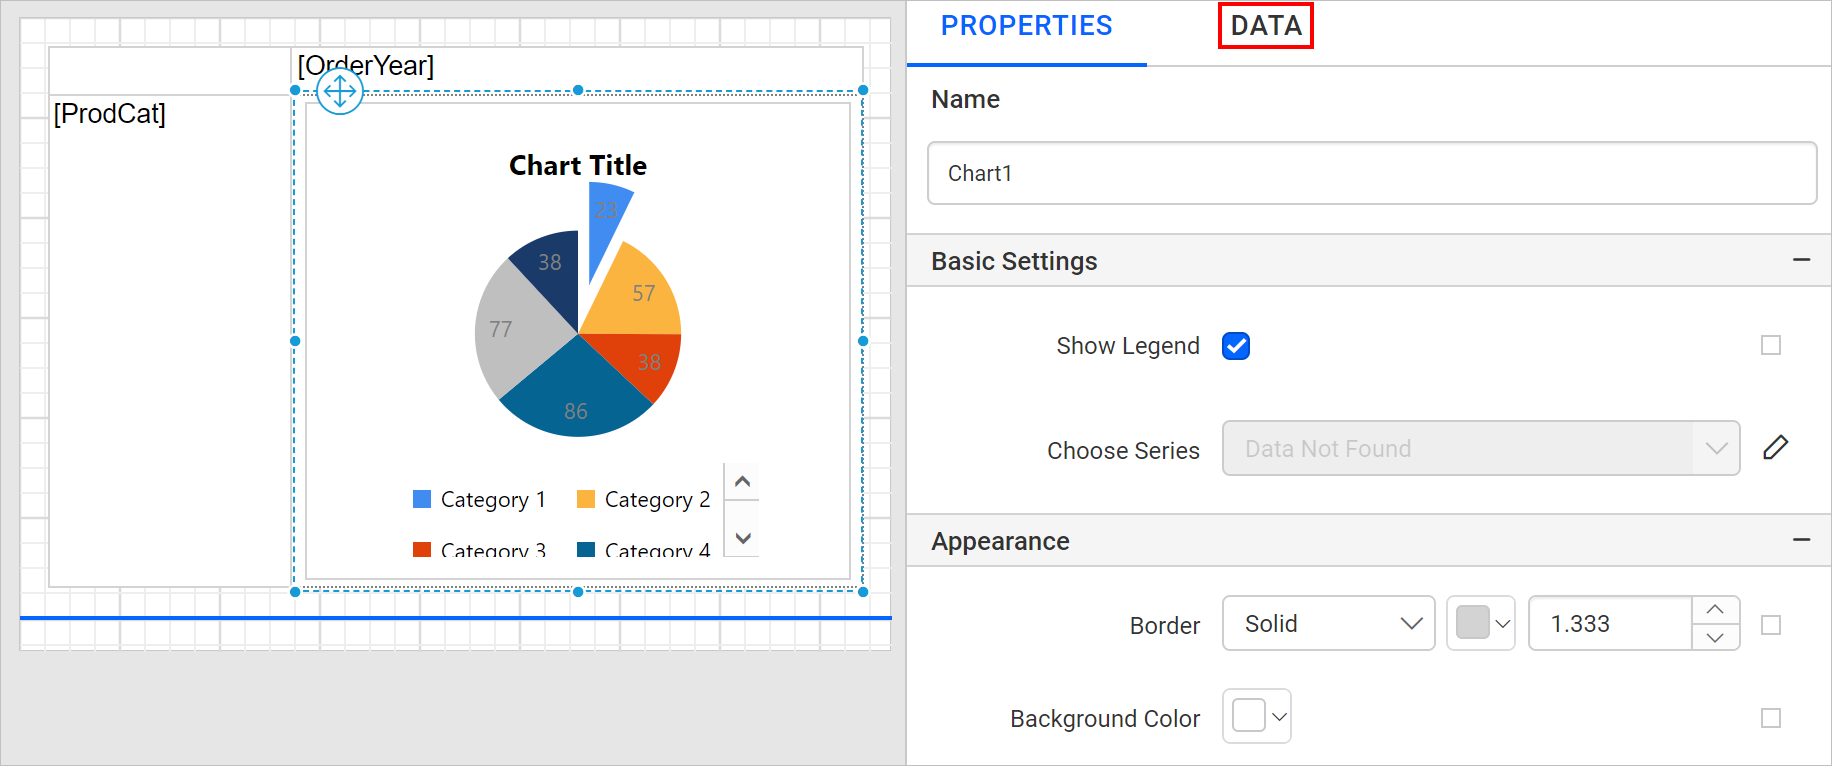 [OrderYear]
[ProdCat]
Chart Title
23
38
57
77
38
86
Category 1
Category 2
Category 3
Category 4
PROPERTIES
DATA
Name
Chart1
Basic Settings
Show Legend
Choose Series
Data Not Found
Appearance
Border
Solid
1.333
Background Color